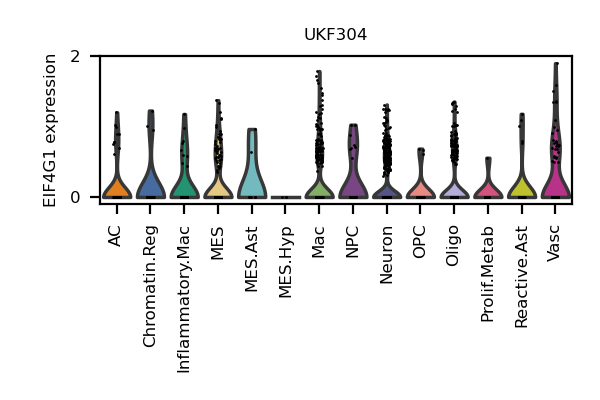 UKF304
EIF4G1 expression
2
0
AC
Chromatin.Reg
Inflammatory.Mac
MES
MES.Ast
MES.Hyp
Mac
NPC
Neuron
OPC
Oligo
Prolif.Metab
Reactive.Ast
Vasc